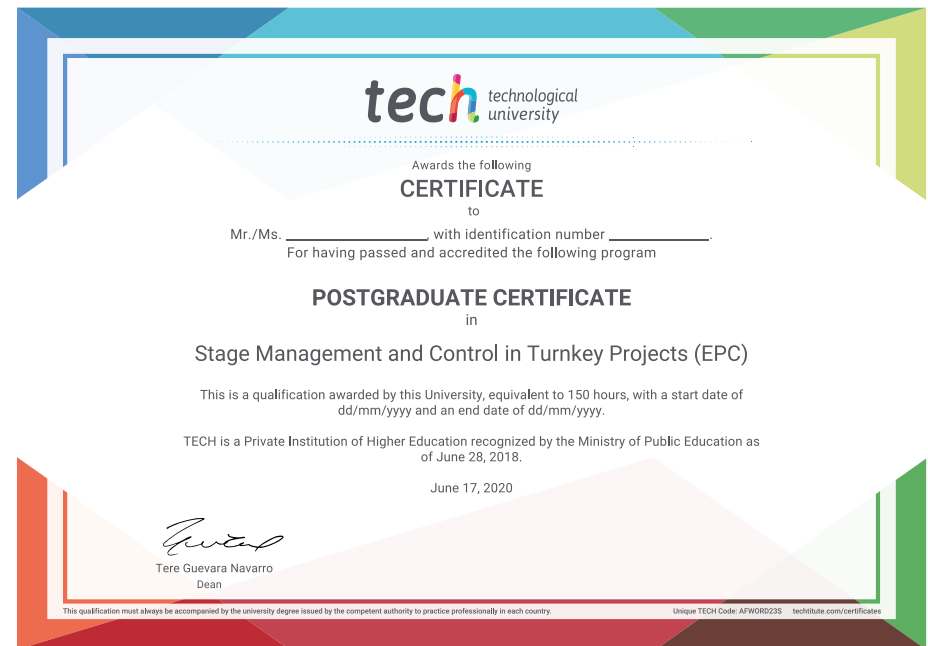 tech technological
university
Awards the following
CERTIFICATE
to
Mr./Ms. ____________________, with identification number ______________.
For having passed and accredited the following program
POSTGRADUATE CERTIFICATE
in
Stage Management and Control in Turnkey Projects (EPC)
This is a qualification awarded by this University, equivalent to 150 hours, with a start date of
dd/mm/yyyy and an end date of dd/mm/yyyy.
TECH is a Private Institution of Higher Education recognized by the Ministry of Public Education as
of June 28, 2018.
June 17, 2020
Tere Guevara Navarro
Dean
This qualification must always be accompanied by the university degree issued by the competent authority to practice professionally in each country.
Unique TECH Code: AFWORD23S techtitute.com/certificates